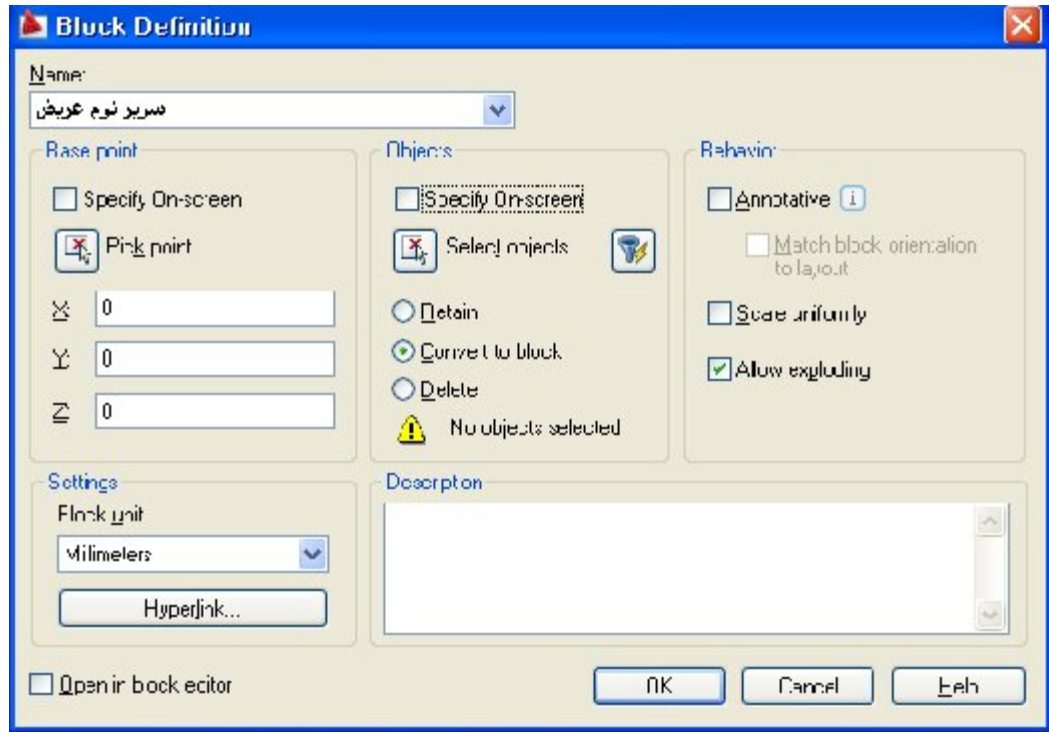 Block Definition
Name:
سرير نوم عريض
Base point
Specify On-screen
Pick point
X:
0
Y:
0
Z:
0
Objects
Specify On-screen
Select objects
Retain
Convert to block
Delete
No objects selected
Behavior
Annotative
Match block orientation
to layout
Scale uniformly
Allow exploding
Settings
Block unit:
Millimeters
Hyperlink...
Description
Open in block editor
OK
Cancel
Help